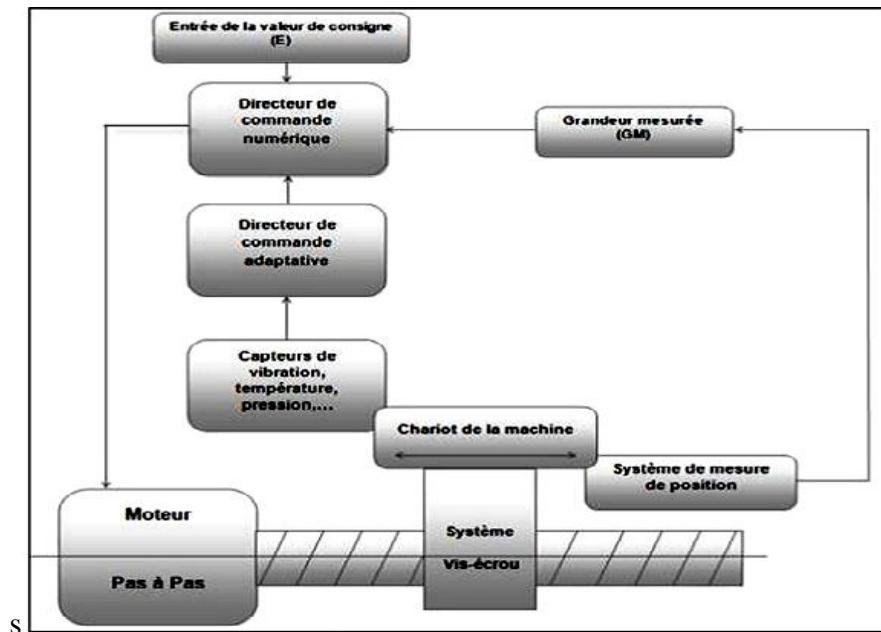 Entrée de la valeur de consigne
(E)
Directeur de
commande
numérique
Grandeur mesurée
(GM)
Directeur de
commande
adaptative
Capteurs de
vibration,
température,
pression,...
Chariot de la machine
Système de mesure
de position
Moteur
Pas à Pas
Système
Vis-écrou
s